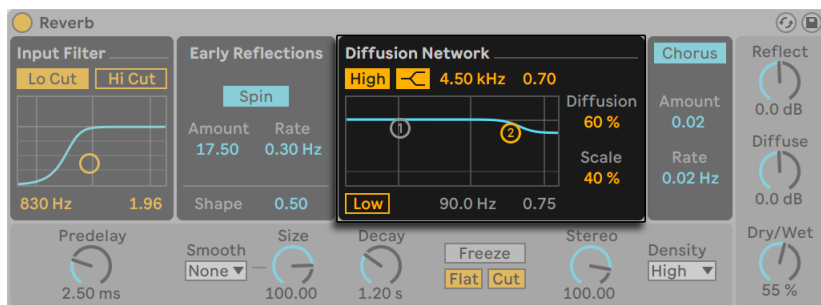 Reverb
Input Filter
Lo Cut Hi Cut
830 Hz 1.96
Early Reflections
Spin
Amount Rate
17.50 0.30 Hz
Shape 0.50
Diffusion Network
High 4.50 kHz 0.70
1
2
Diffusion
60 %
Scale
40 %
Low 90.0 Hz 0.75
Chorus
Amount
0.02
Rate
0.02 Hz
Reflect
0.0 dB
Diffuse
0.0 dB
Dry/Wet
55 %
Predelay
2.50 ms
Smooth
None
Size
100.00
Decay
1.20 s
Freeze
Flat Cut
Stereo
100.00
Density
High